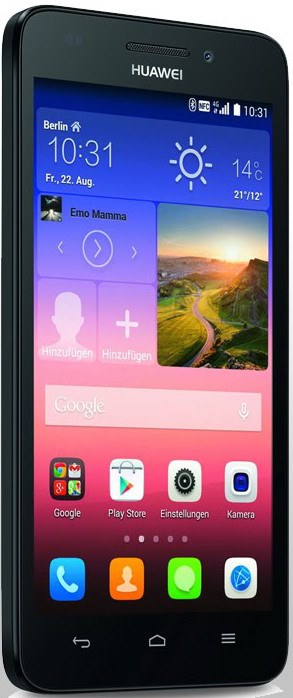 HUAWEI
NFC 4G 10:31
Berlin
10:31
Fr., 22. Aug.
14°C
21°/12°
Emo Mamma
Hinzufügen
Hinzufügen
Google
Google
Play Store
Einstellungen
Kamera